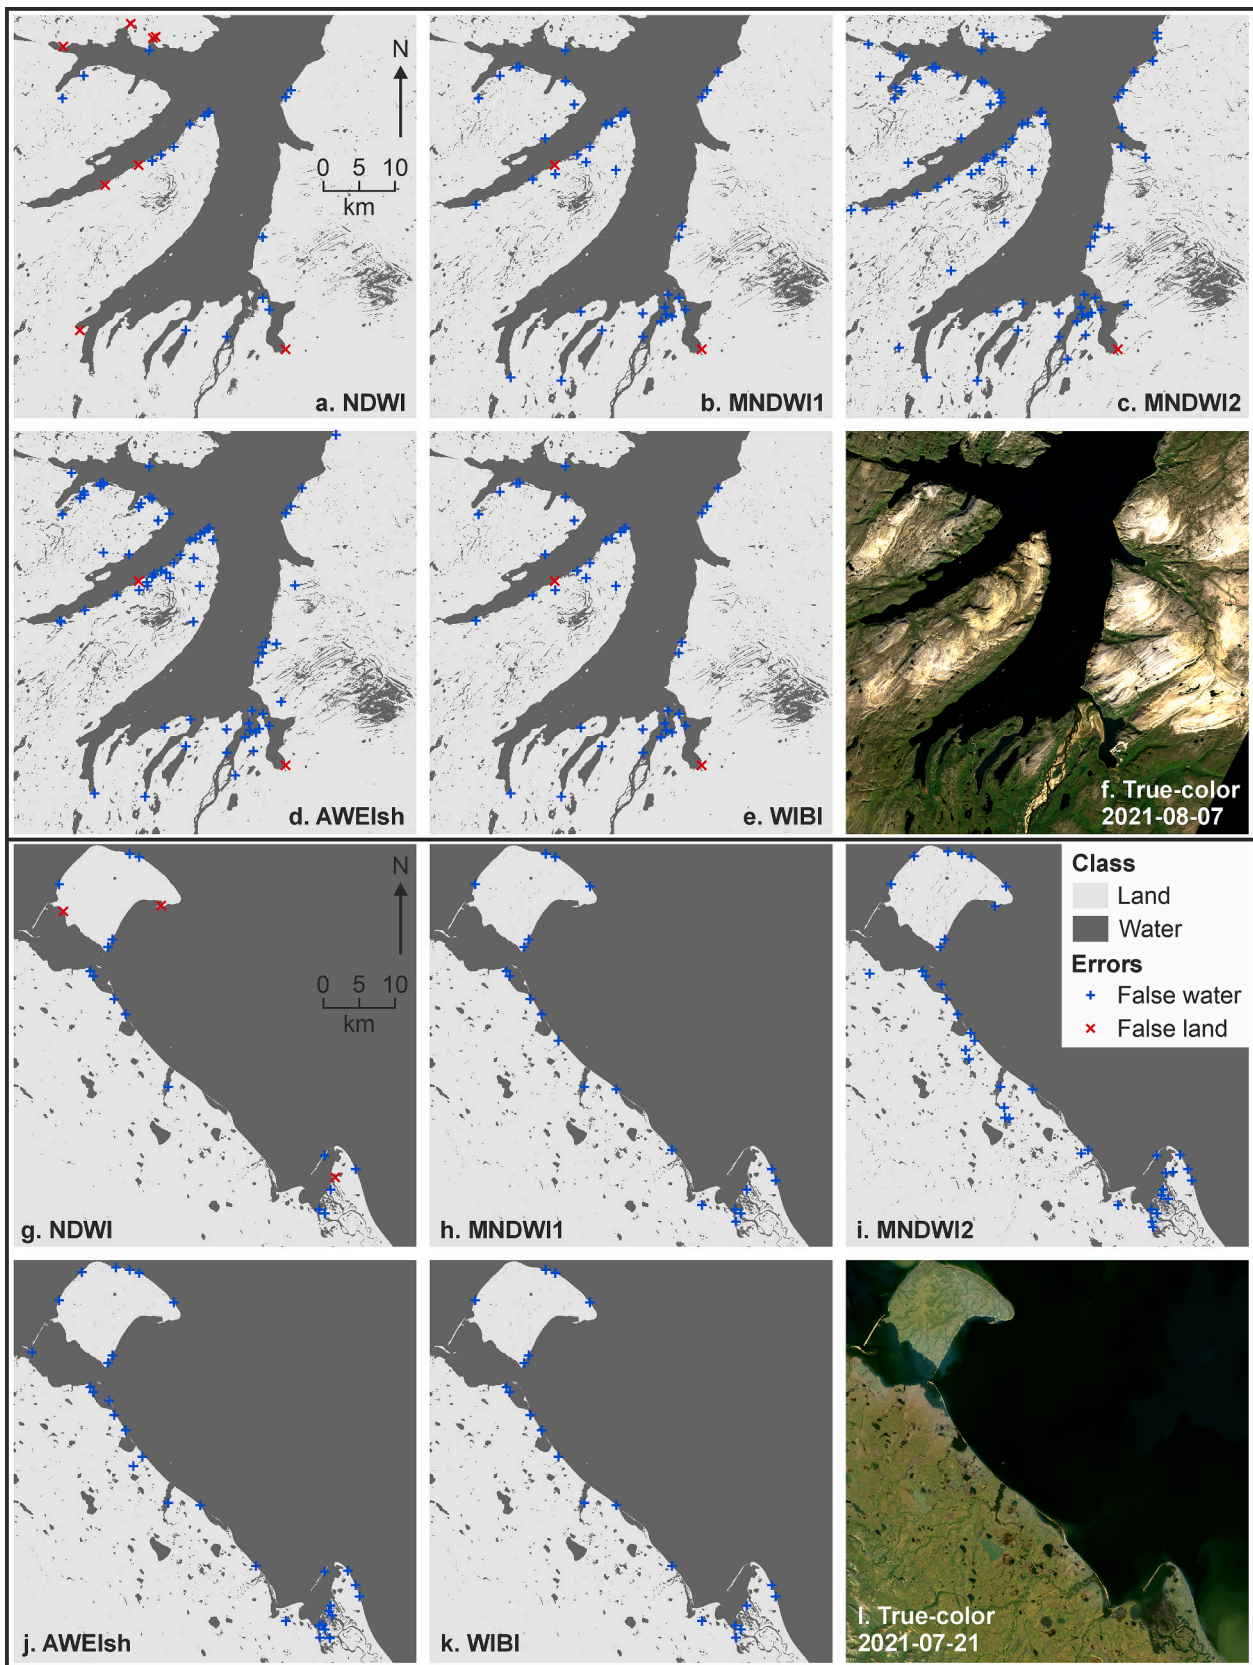 N
0 5 10
km
a. NDWI
b. MNDWI1
c. MNDWI2
d. AWEIsh
e. WIBI
f. True-color
2021-08-07
N
0 5 10
km
g. NDWI
h. MNDWI1
i. MNDWI2
Class
Land
Water
Errors
False water
False land
j. AWEIsh
k. WIBI
l. True-color
2021-07-21